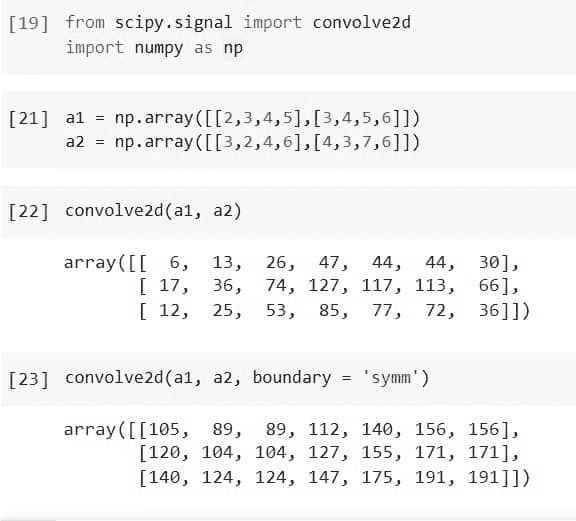 [19] from scipy.signal import convolve2d
import numpy as np
[21] a1 = np.array([[2,3,4,5],[3,4,5,6]])
a2 = np.array([[3,2,4,6],[4,3,7,6]])
[22] convolve2d(a1, a2)
array([[  6,  13,  26,  47,  44,  44,  30],
[ 17,  36,  74, 127, 117, 113,  66],
[ 12,  25,  53,  85,  77,  72,  36]])
[23] convolve2d(a1, a2, boundary = 'symm')
array([[105,  89,  89, 112, 140, 156, 156],
[120, 104, 104, 127, 155, 171, 171],
[140, 124, 124, 147, 175, 191, 191]])